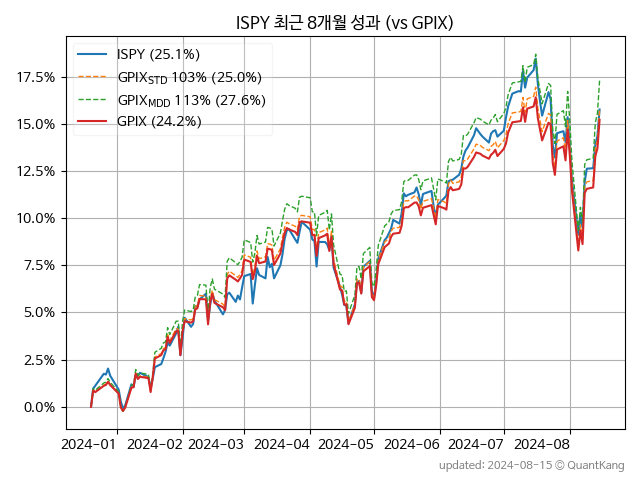 ISPY 최근 8개월 성과 (vs GPIX)
ISPY (25.1%)
GPIXSTD 103% (25.0%)
GPIXMDD 113% (27.6%)
GPIX (24.2%)
17.5%
15.0%
12.5%
10.0%
7.5%
5.0%
2.5%
0.0%
2024-01 2024-02 2024-03 2024-04 2024-05 2024-06 2024-07 2024-08
updated: 2024-08-15 © QuantKang